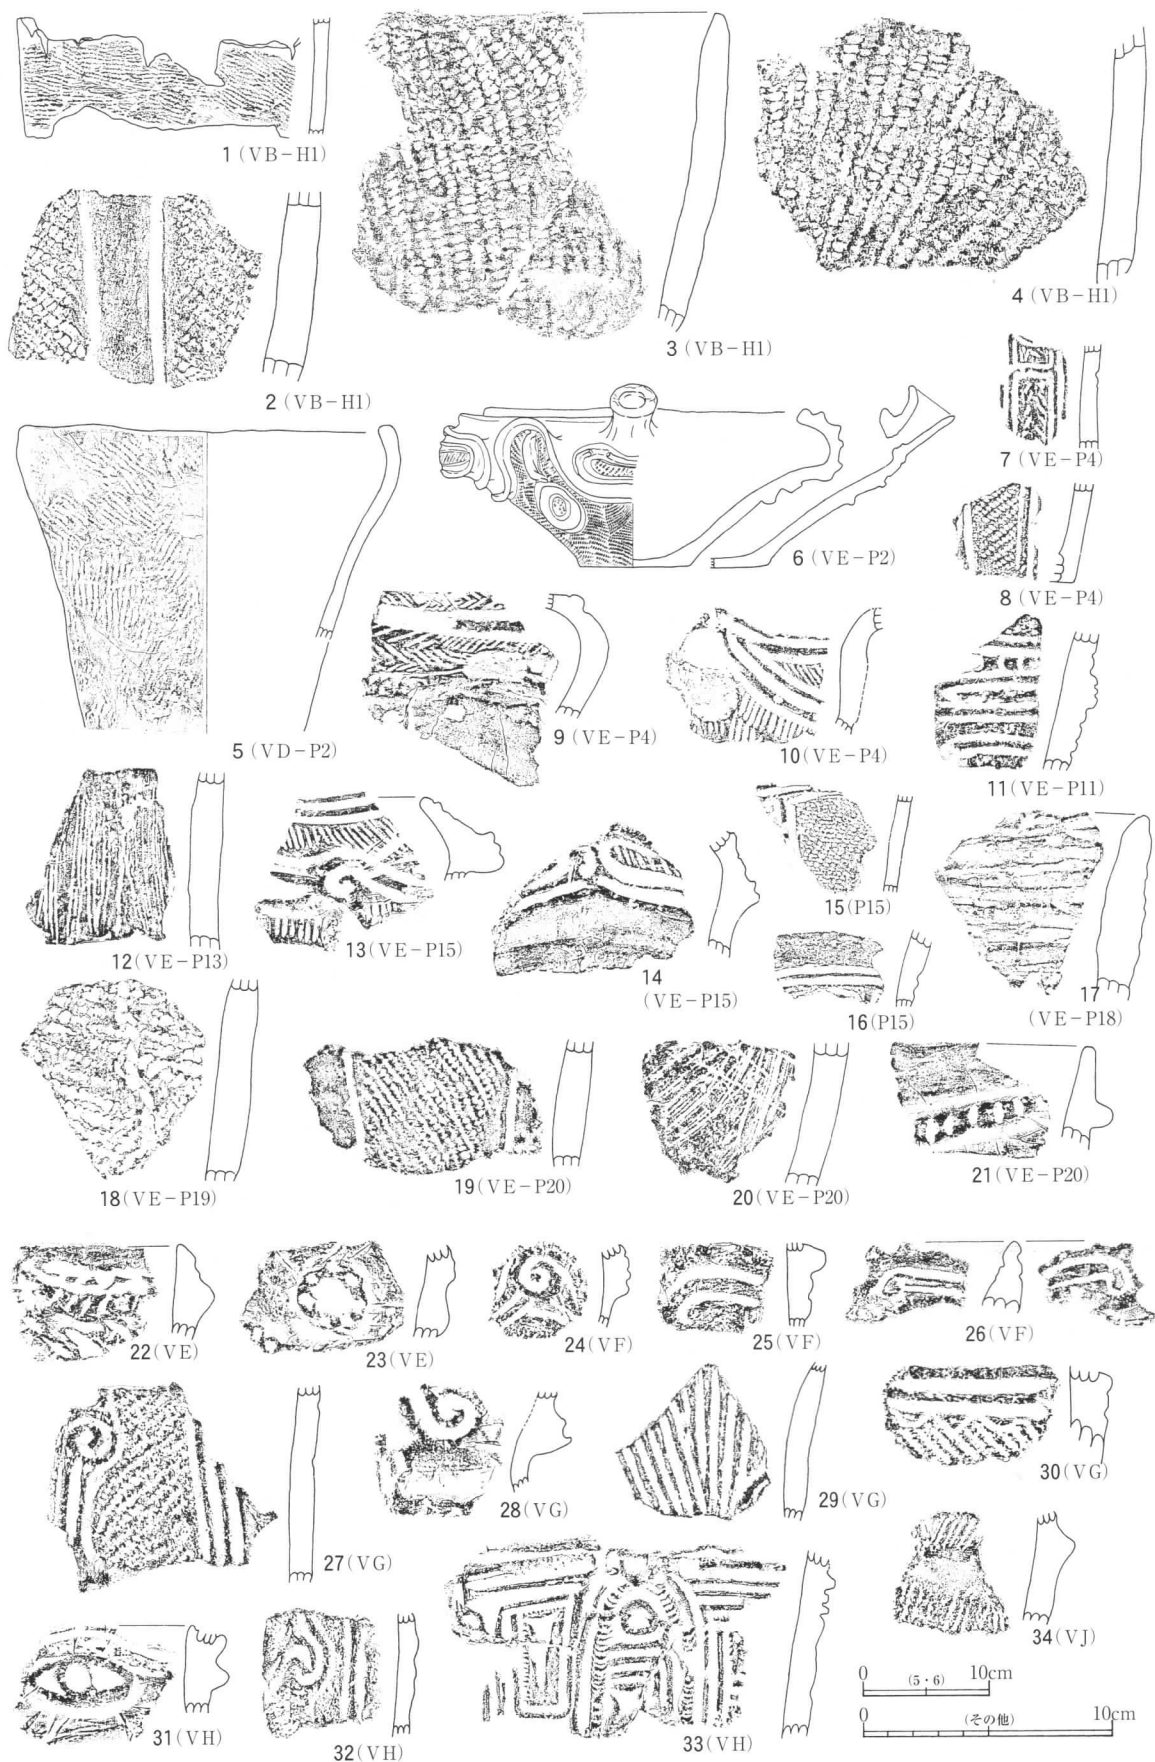 1 (VB-H1)
2 (VB-H1)
3 (VB-H1)
4 (VB-H1)
5 (VD-P2)
6 (VE-P2)
7 (VE-P4)
8 (VE-P4)
9 (VE-P4)
10 (VE-P4)
11 (VE-P11)
12 (VE-P13)
13 (VE-P15)
14
(VE-P15)
15 (P15)
16 (P15)
17
(VE-P18)
18 (VE-P19)
19 (VE-P20)
20 (VE-P20)
21 (VE-P20)
22 (VE)
23 (VE)
24 (VF)
25 (VF)
26 (VF)
27 (VG)
28 (VG)
29 (VG)
30 (VG)
31 (VH)
32 (VH)
33 (VH)
34 (VJ)
0 (5・6) 10cm
0 (その他) 10cm